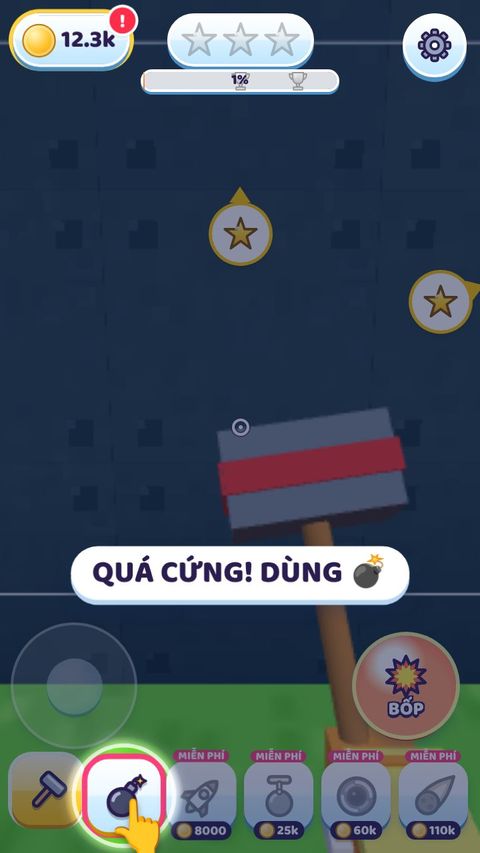 12.3k !
1%
QUÁ CỨNG! DÙNG
BỐP
MIỄN PHÍ MIỄN PHÍ MIỄN PHÍ MIỄN PHÍ
8000 25k 60k 110k